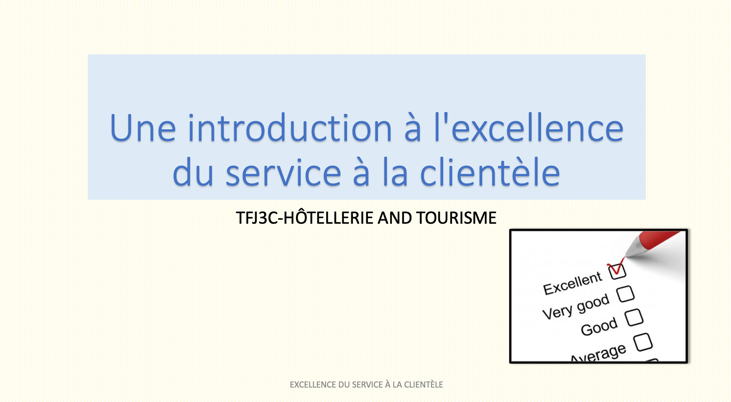 Une introduction à l'excellence
du service à la clientèle
TFJ3C-HÔTELLERIE AND TOURISME
Excellent
Very good
Good
Average
EXCELLENCE DU SERVICE À LA CLIENTÈLE